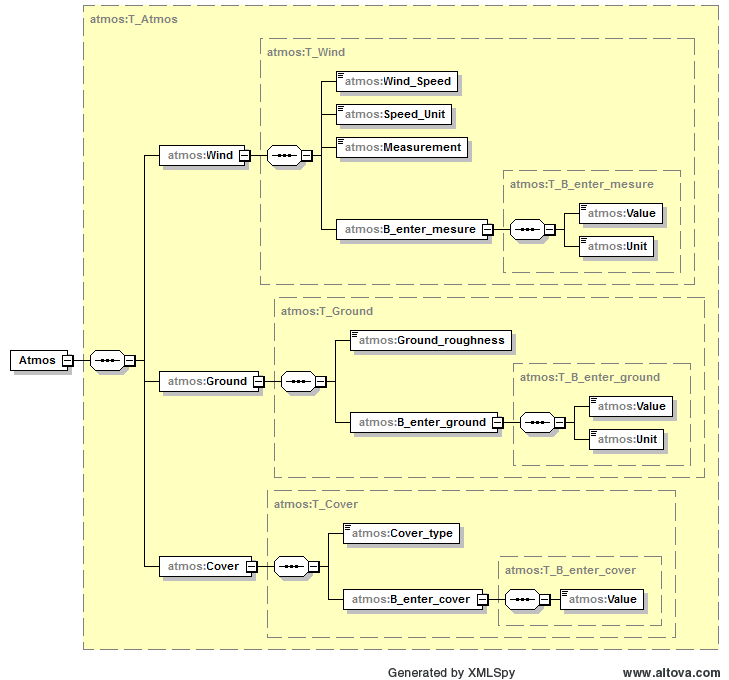 atmos:T_Atmos
atmos:T_Wind
atmos:Wind_Speed
atmos:Speed_Unit
atmos:Measurement
atmos:Wind
atmos:T_B_enter_mesure
atmos:Value
atmos:B_enter_mesure
atmos:Unit
atmos:T_Ground
atmos:Ground_roughness
Atmos
atmos:Ground
atmos:T_B_enter_ground
atmos:Value
atmos:B_enter_ground
atmos:Unit
atmos:T_Cover
atmos:Cover_type
atmos:Cover
atmos:T_B_enter_cover
atmos:B_enter_cover
atmos:Value
Generated by XMLSpy
www.altova.com